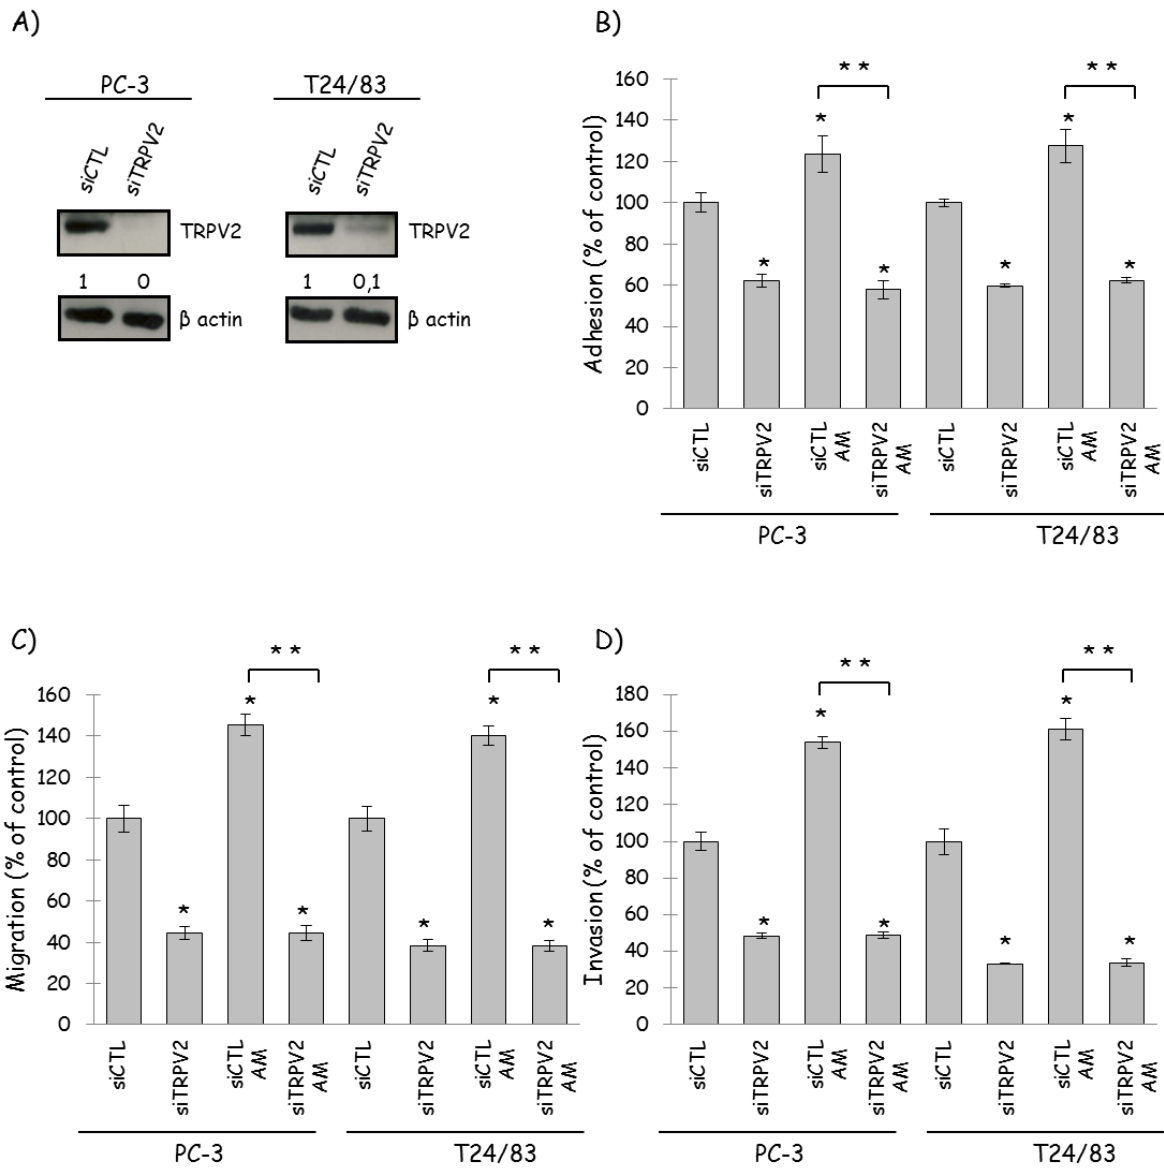 A)
PC-3
T24/83
siCTL
siTRPV2
siCTL
siTRPV2
TRPV2
TRPV2
1
0
1
0,1
β actin
β actin
B)
Adhesion (% of control)
160
140
120
100
80
60
40
20
0
* *
* *
*
*
*
*
*
*
siCTL
siTRPV2
siCTL
AM
siTRPV2
AM
siCTL
siTRPV2
siCTL
AM
siTRPV2
AM
PC-3
T24/83
C)
Migration (% of control)
160
140
120
100
80
60
40
20
0
* *
* *
*
*
*
*
*
*
siCTL
siTRPV2
siCTL
AM
siTRPV2
AM
siCTL
siTRPV2
siCTL
AM
siTRPV2
AM
PC-3
T24/83
D)
Invasion (% of control)
180
160
140
120
100
80
60
40
20
0
* *
* *
*
*
*
*
*
*
siCTL
siTRPV2
siCTL
AM
siTRPV2
AM
siCTL
siTRPV2
siCTL
AM
siTRPV2
AM
PC-3
T24/83